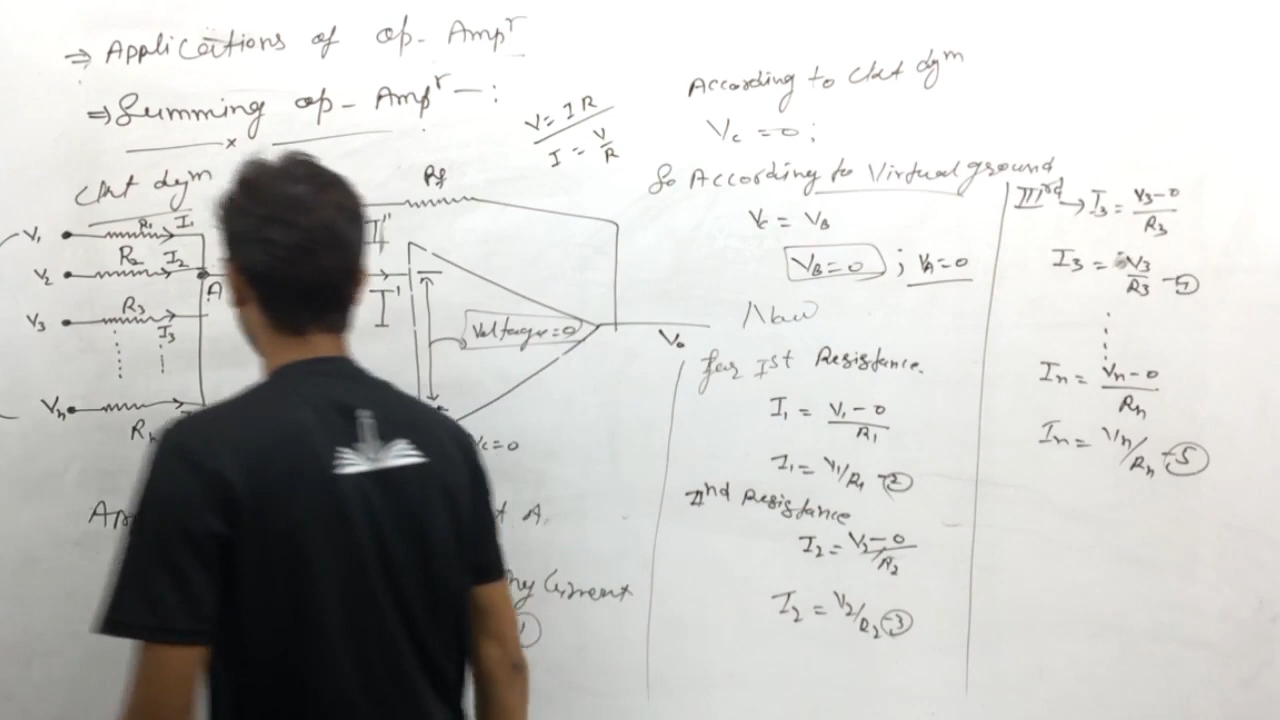 ⇒ Applications of op-Ampʳ
⇒ Summing op-Ampʳ —:
V = IR
I = V/R
Ckt dgm
Rf
V₁ R₁ I₁
V₂ R₂ I₂
A
V₃ R₃ I₃
Vₙ
I''
I'
Voltage = 0
V₀
Vc=0
t A.
Current
According to Ckt dgm
Vc = 0 ;
So According to Virtual ground
Vc = VB
VB=0 ; VA=0
Now
for Ist Resistance.
I₁ = V₁-0/R₁
I₁ = V₁/R₁ -②
IInd Resistance
I₂ = V₂-0/R₂
I₂ = V₂/R₂ -③
IIIrd → I₃ = V₃-0/R₃
I₃ = V₃/R₃
Iₙ = Vₙ-0/Rₙ
Iₙ = Vₙ/Rₙ -⑤